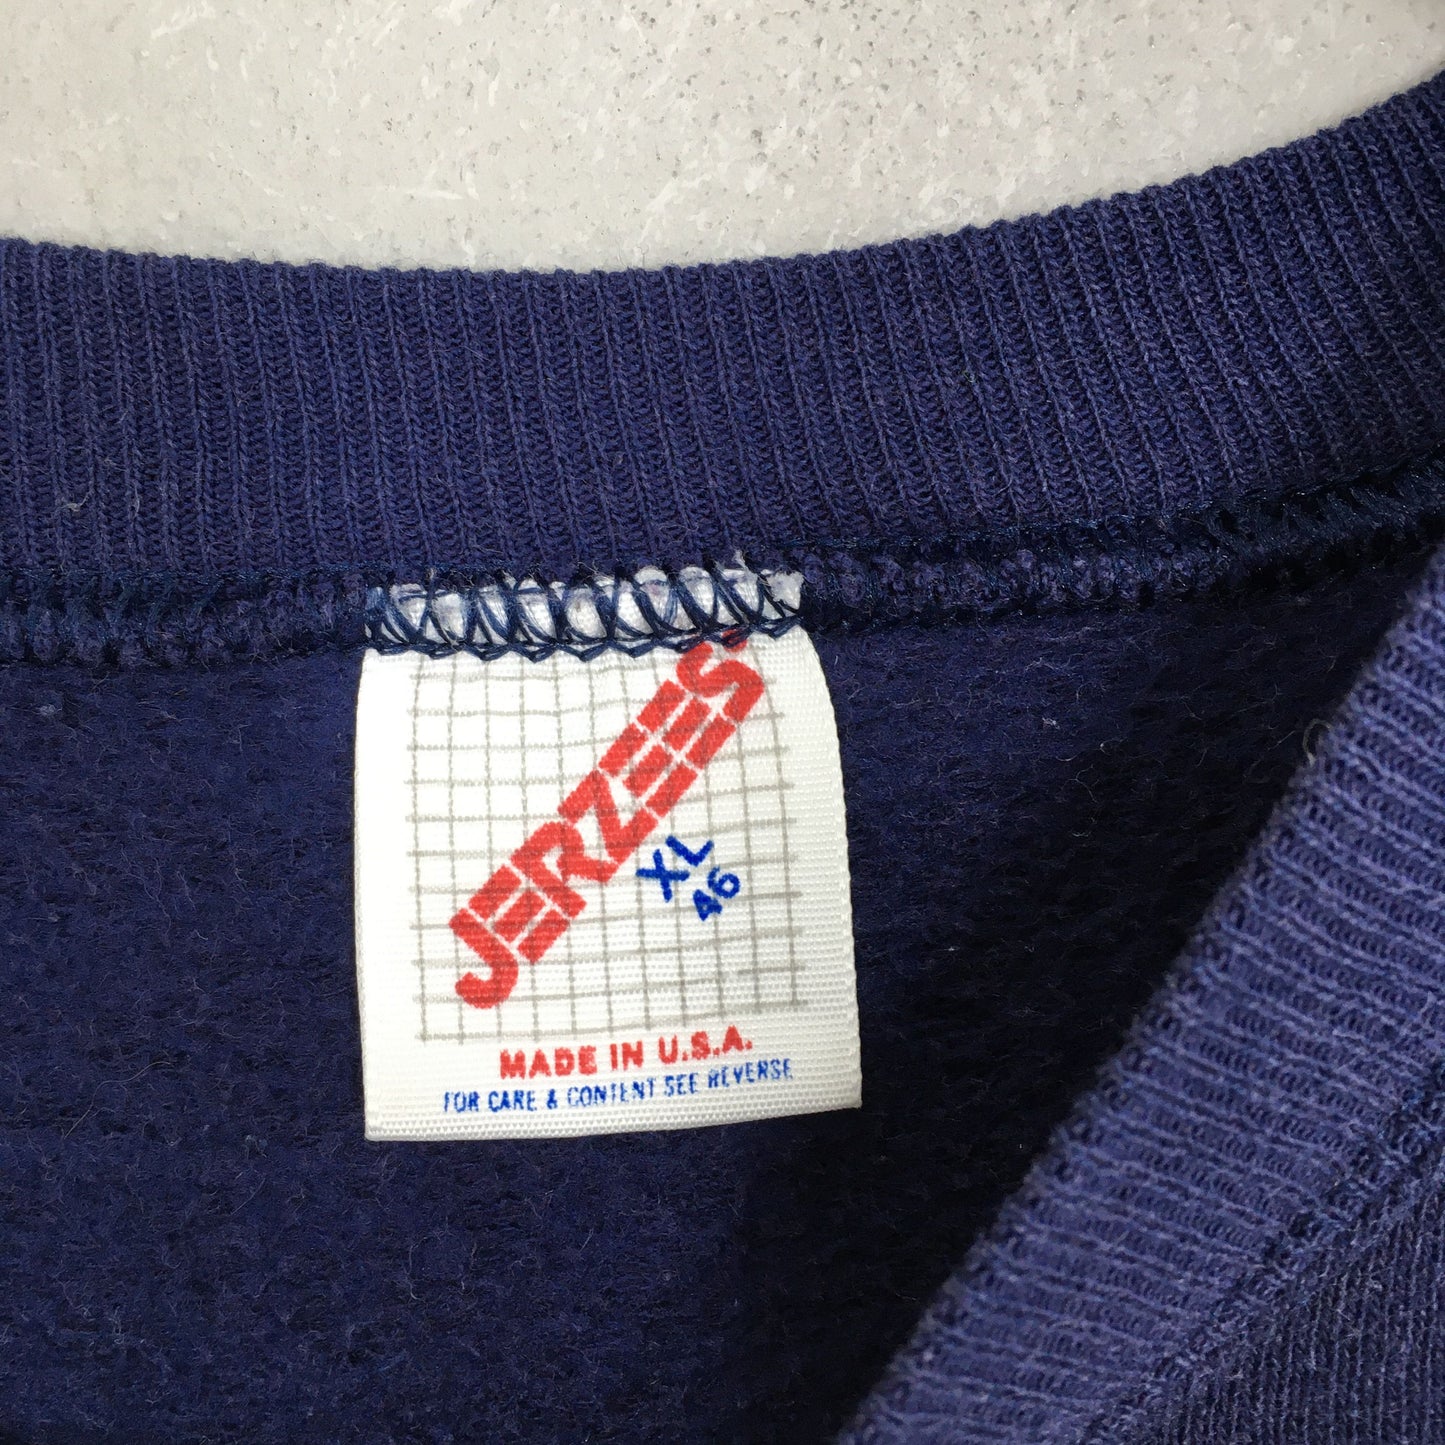 JERZEES
XL
46
MADE IN U.S.A.
FOR CARE & CONTENT SEE REVERSE